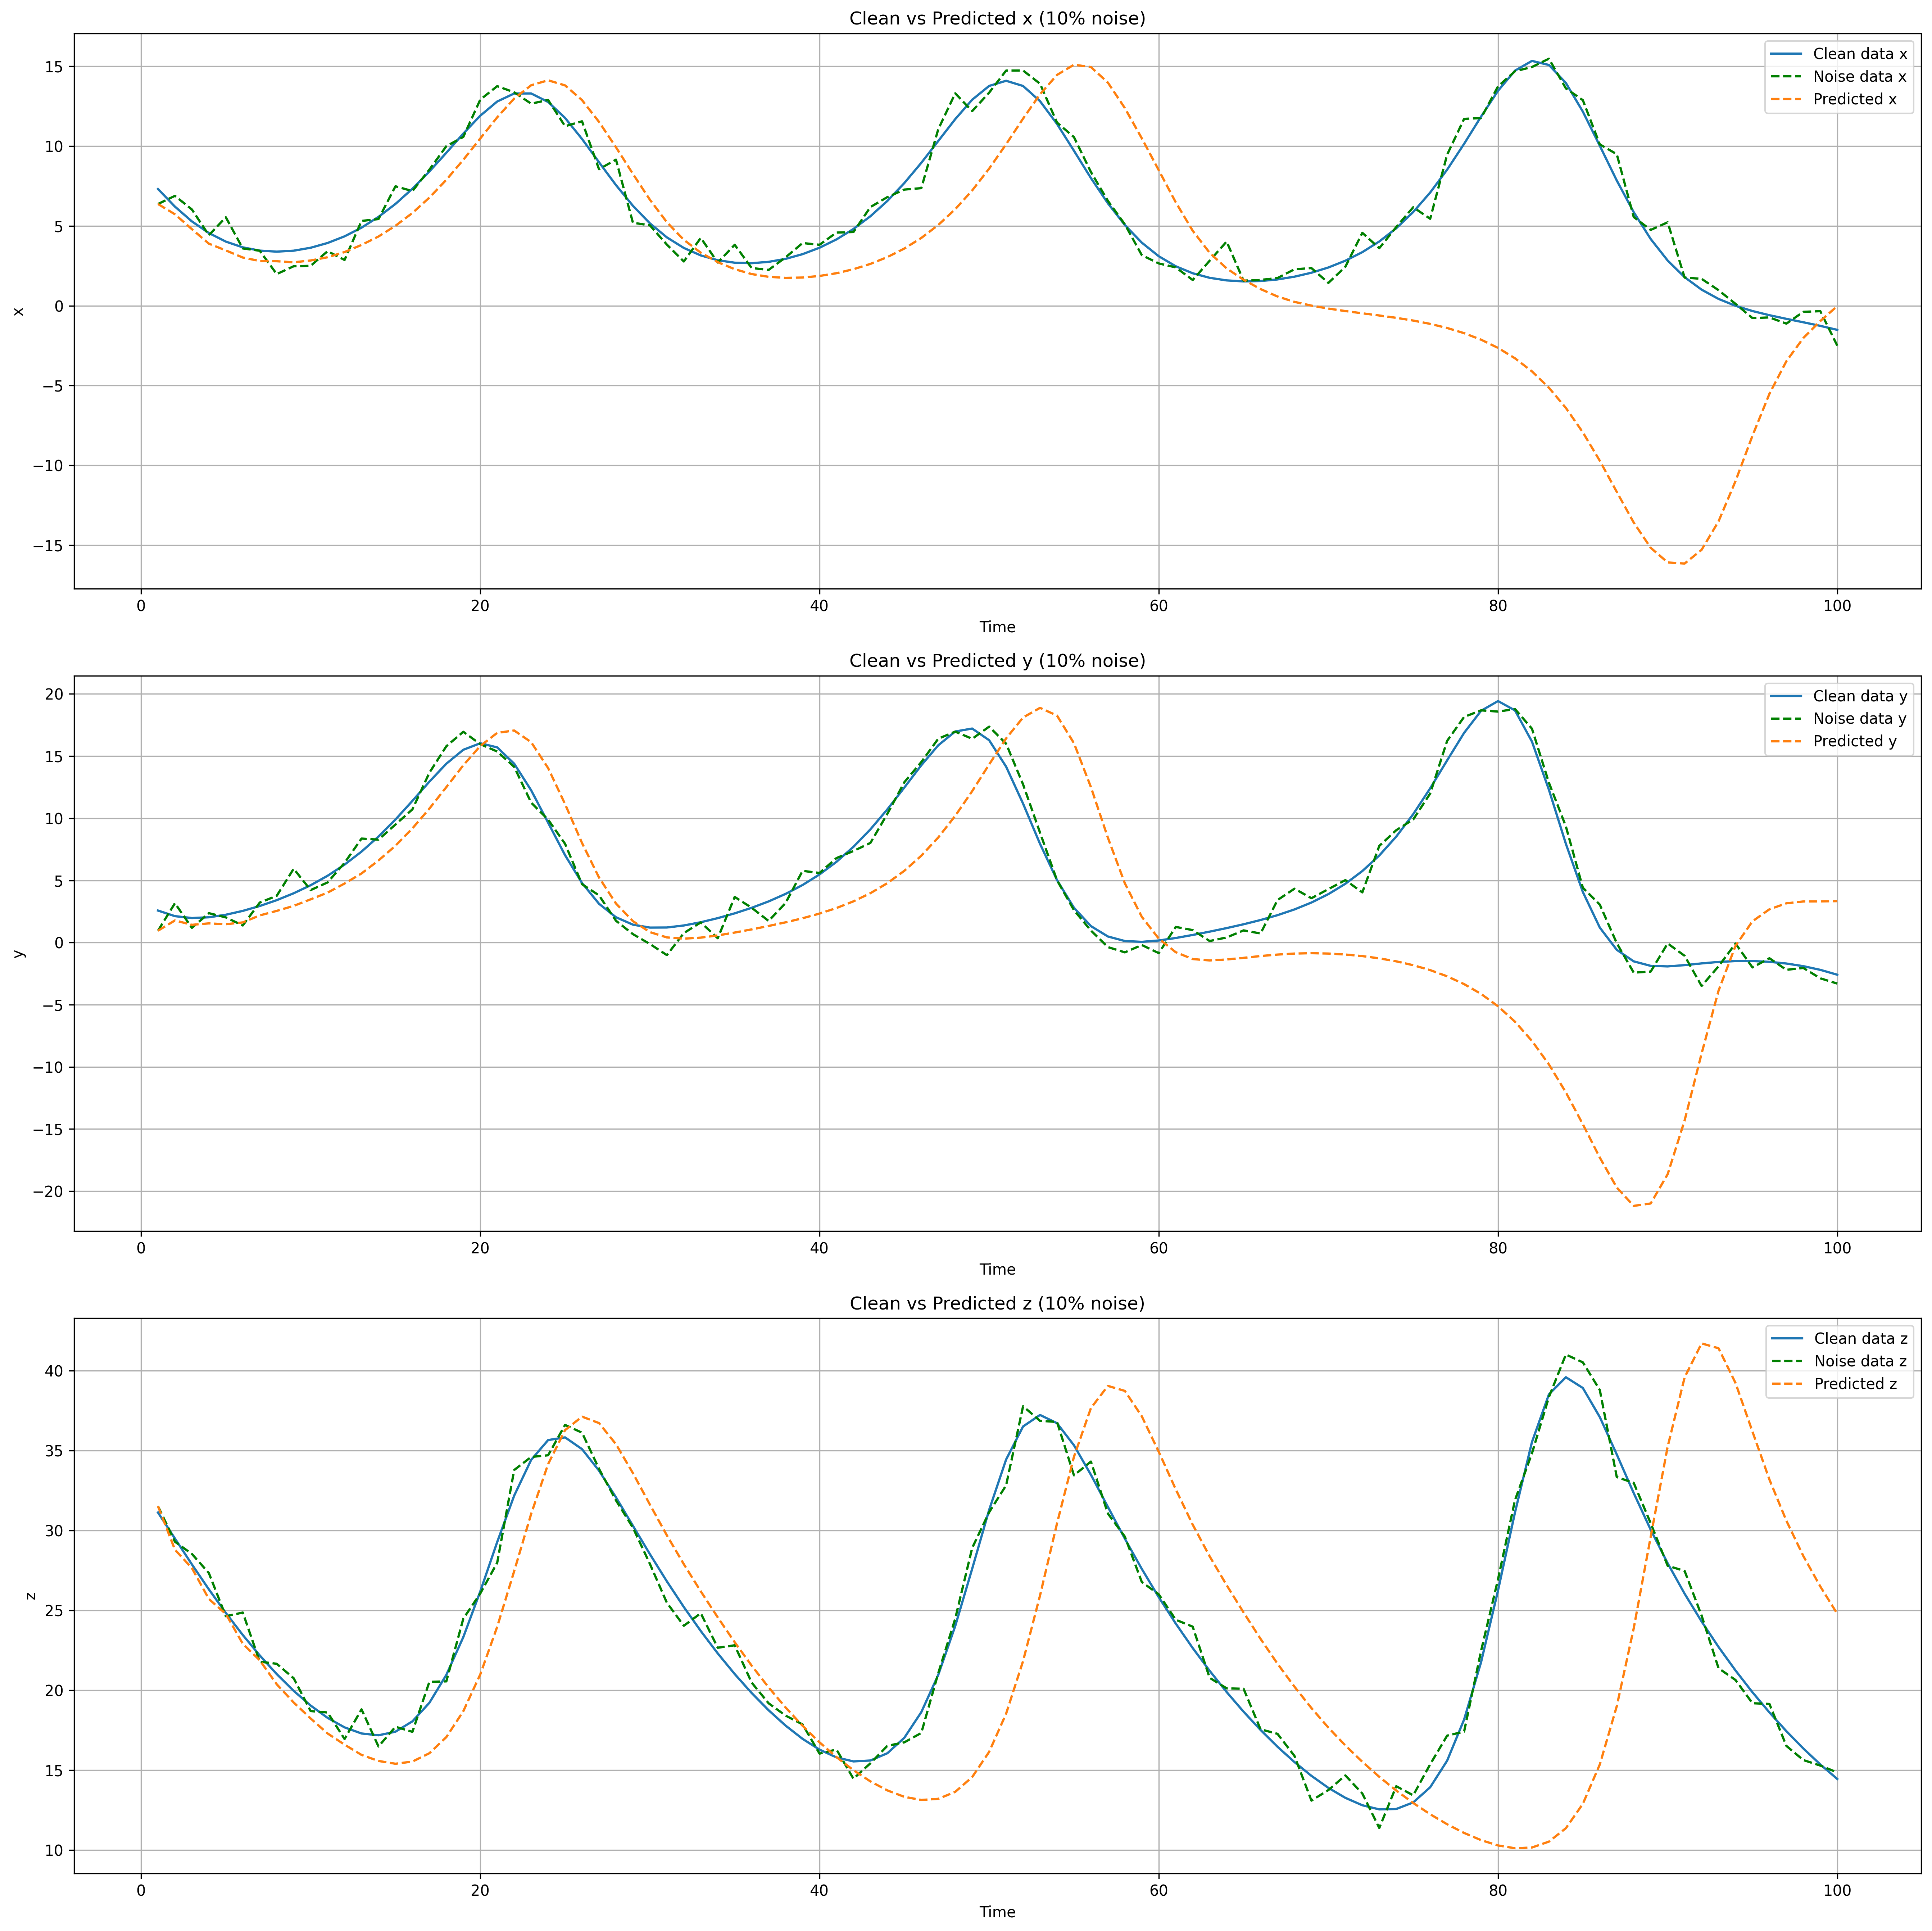 Clean vs Predicted x (10% noise)
15
10
5
0
−5
−10
−15
x
Clean data x
Noise data x
Predicted x
0 20 40 60 80 100
Time
Clean vs Predicted y (10% noise)
20
15
10
5
0
−5
−10
−15
−20
y
Clean data y
Noise data y
Predicted y
0 20 40 60 80 100
Time
Clean vs Predicted z (10% noise)
40
35
30
25
20
15
10
z
Clean data z
Noise data z
Predicted z
0 20 40 60 80 100
Time